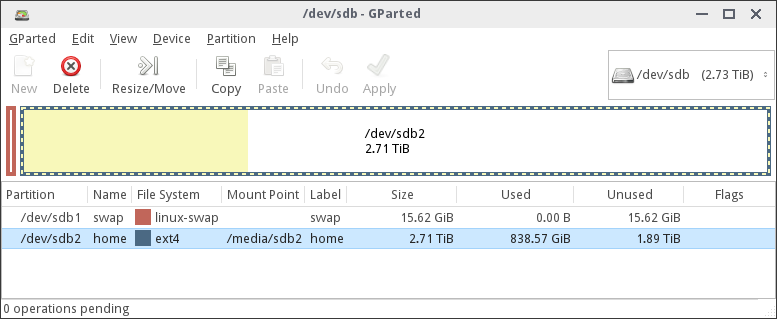 /dev/sdb - GParted
GParted Edit View Device Partition Help
New Delete Resize/Move Copy Paste Undo Apply /dev/sdb (2.73 TiB)
/dev/sdb2
2.71 TiB
Partition Name File System Mount Point Label Size Used Unused Flags
/dev/sdb1 swap linux-swap swap 15.62 GiB 0.00 B 15.62 GiB
/dev/sdb2 home ext4 /media/sdb2 home 2.71 TiB 838.57 GiB 1.89 TiB
0 operations pending